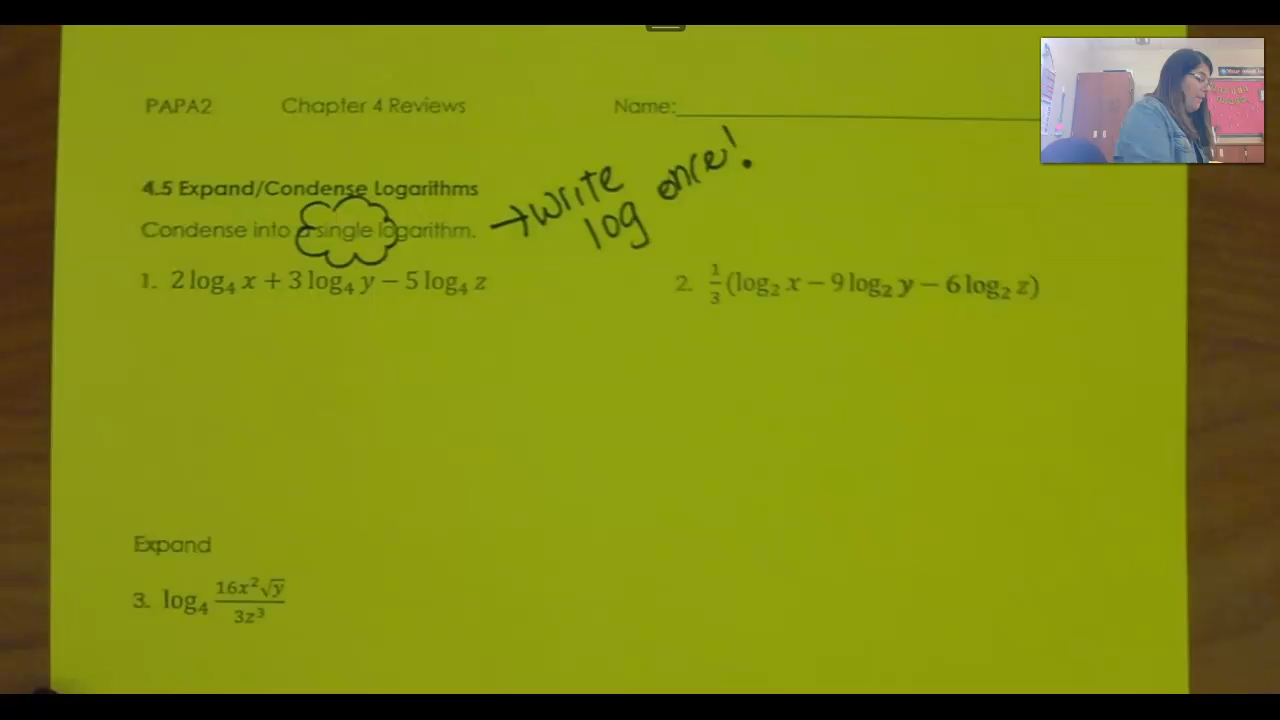 PAPA2 Chapter 4 Reviews Name:
4.5 Expand/Condense Logarithms
Condense into a single logarithm. → write log once!
1. 2 log₄ x + 3 log₄ y − 5 log₄ z
2. 1/3 (log₂ x − 9 log₂ y − 6 log₂ z)
Expand
3. log₄ 16x²√y / 3z³